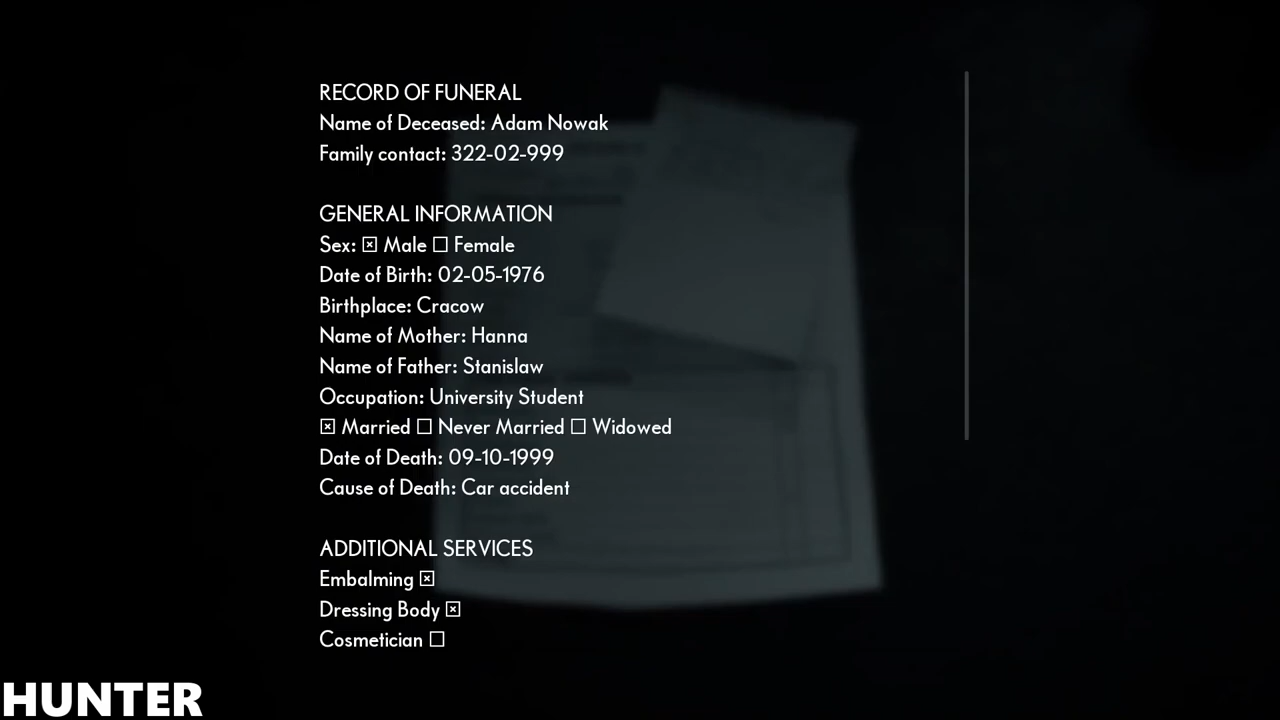 RECORD OF FUNERAL
Name of Deceased: Adam Nowak
Family contact: 322-02-999
GENERAL INFORMATION
Sex: ☒ Male ☐ Female
Date of Birth: 02-05-1976
Birthplace: Cracow
Name of Mother: Hanna
Name of Father: Stanislaw
Occupation: University Student
☒ Married ☐ Never Married ☐ Widowed
Date of Death: 09-10-1999
Cause of Death: Car accident
ADDITIONAL SERVICES
Embalming ☒
Dressing Body ☒
Cosmetician ☐
HUNTER